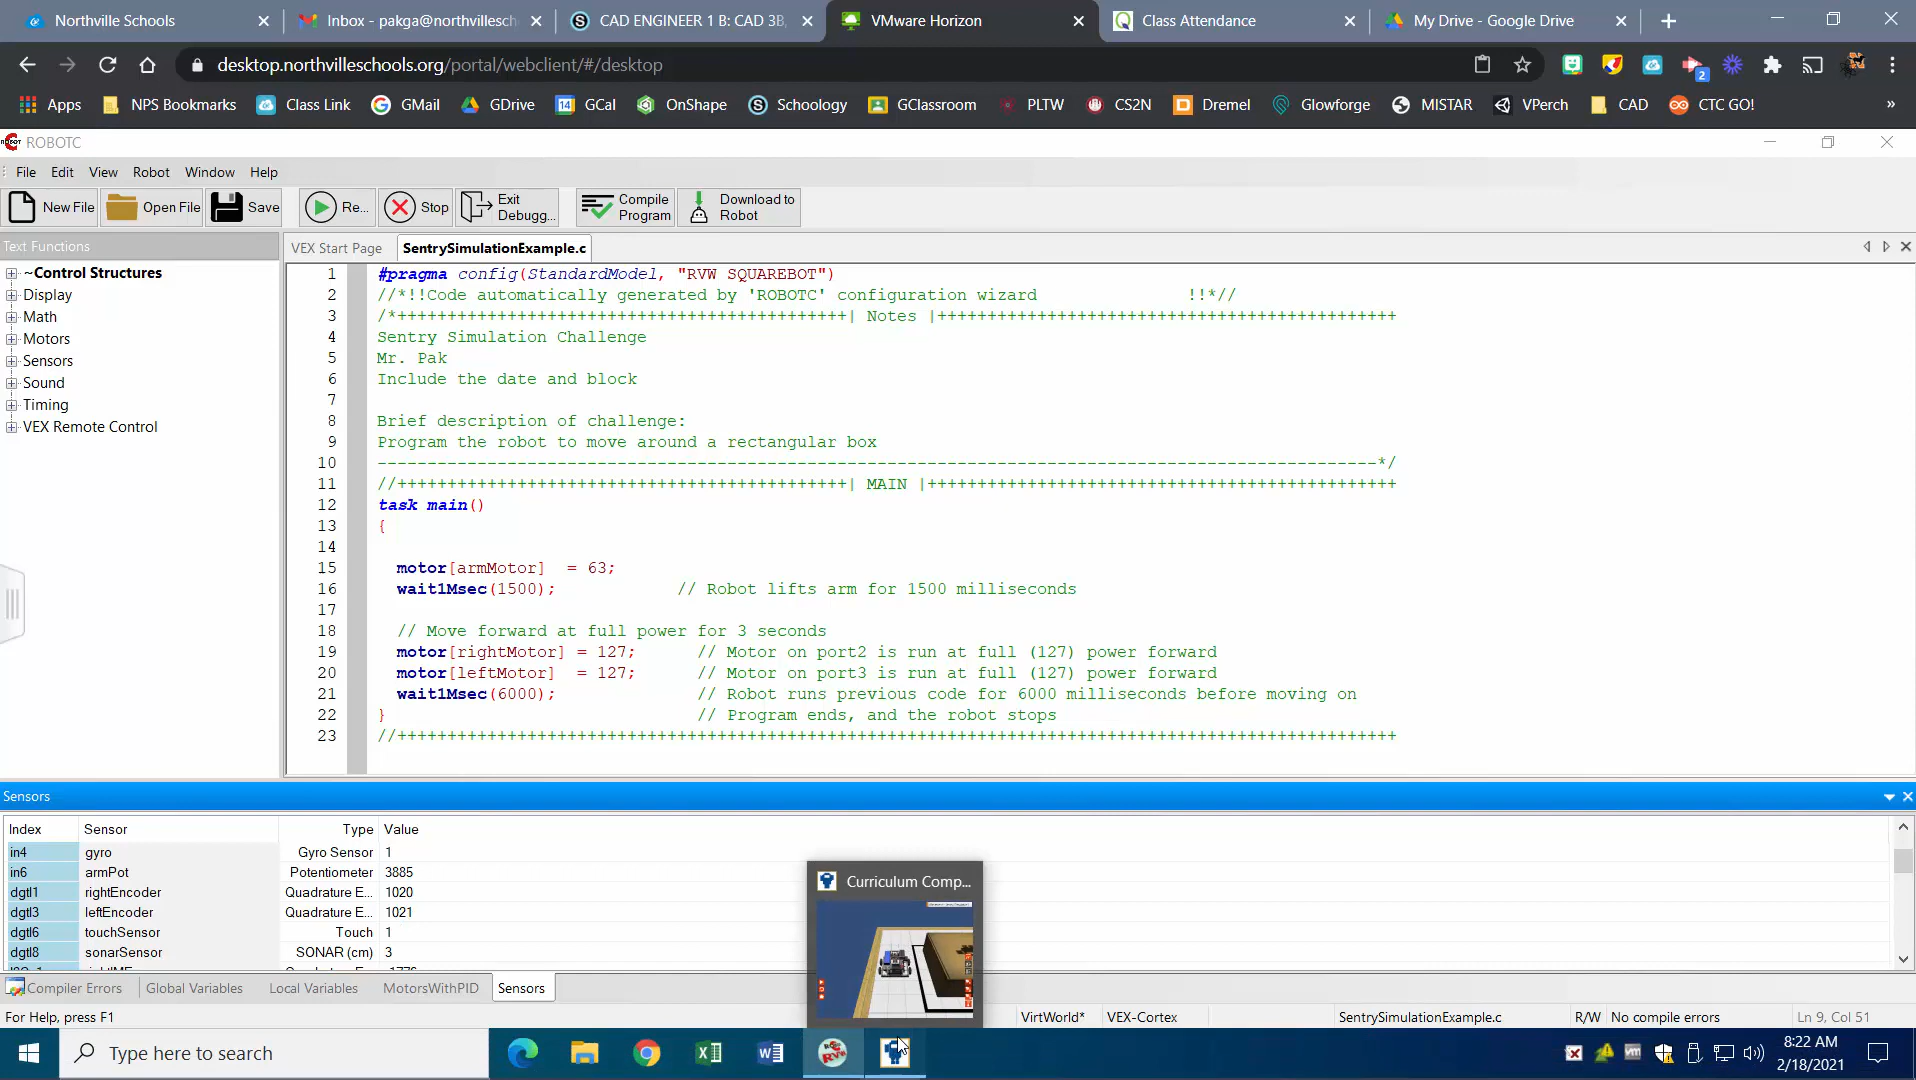 Northville Schools
Inbox - pakga@northvillesch
CAD ENGINEER 1 B: CAD 3B,
VMware Horizon
Class Attendance
My Drive - Google Drive
desktop.northvilleschools.org/portal/webclient/#/desktop
2
Apps
NPS Bookmarks
Class Link
GMail
GDrive
14
GCal
OnShape
Schoology
GClassroom
PLTW
CS2N
Dremel
Glowforge
MISTAR
VPerch
CAD
CTC GO!
»
ROBOTC
File Edit View Robot Window Help
New File
Open File
Save
Re...
Stop
Exit
Debugg...
Compile
Program
Download to
Robot
Text Functions
~Control Structures
Display
Math
Motors
Sensors
Sound
Timing
VEX Remote Control
VEX Start Page
SentrySimulationExample.c
1 #pragma config(StandardModel, "RVW SQUAREBOT")
2 //*!!Code automatically generated by 'ROBOTC' configuration wizard !!*//
3 /*+++++++++++++++++++++++++++++++++++++++++++++| Notes |+++++++++++++++++++++++++++++++++++++++++++++++
4 Sentry Simulation Challenge
5 Mr. Pak
6 Include the date and block
7
8 Brief description of challenge:
9 Program the robot to move around a rectangular box
10 ----------------------------------------------------------------------------------------------------*/
11 //+++++++++++++++++++++++++++++++++++++++++++++| MAIN |+++++++++++++++++++++++++++++++++++++++++++++++
12 task main()
13 {
14
15 motor[armMotor] = 63;
16 wait1Msec(1500); // Robot lifts arm for 1500 milliseconds
17
18 // Move forward at full power for 3 seconds
19 motor[rightMotor] = 127; // Motor on port2 is run at full (127) power forward
20 motor[leftMotor] = 127; // Motor on port3 is run at full (127) power forward
21 wait1Msec(6000); // Robot runs previous code for 6000 milliseconds before moving on
22 } // Program ends, and the robot stops
23 //++++++++++++++++++++++++++++++++++++++++++++++++++++++++++++++++++++++++++++++++++++++++++++++++++++
Sensors
Index Sensor Type Value
in4 gyro Gyro Sensor 1
in6 armPot Potentiometer 3885
dgtl1 rightEncoder Quadrature E... 1020
dgtl3 leftEncoder Quadrature E... 1021
dgtl6 touchSensor Touch 1
dgtl8 sonarSensor SONAR (cm) 3
Curriculum Comp...
Compiler Errors
Global Variables
Local Variables
MotorsWithPID
Sensors
For Help, press F1
VirtWorld*
VEX-Cortex
SentrySimulationExample.c
R/W
No compile errors
Ln 9, Col 51
Type here to search
8:22 AM
2/18/2021